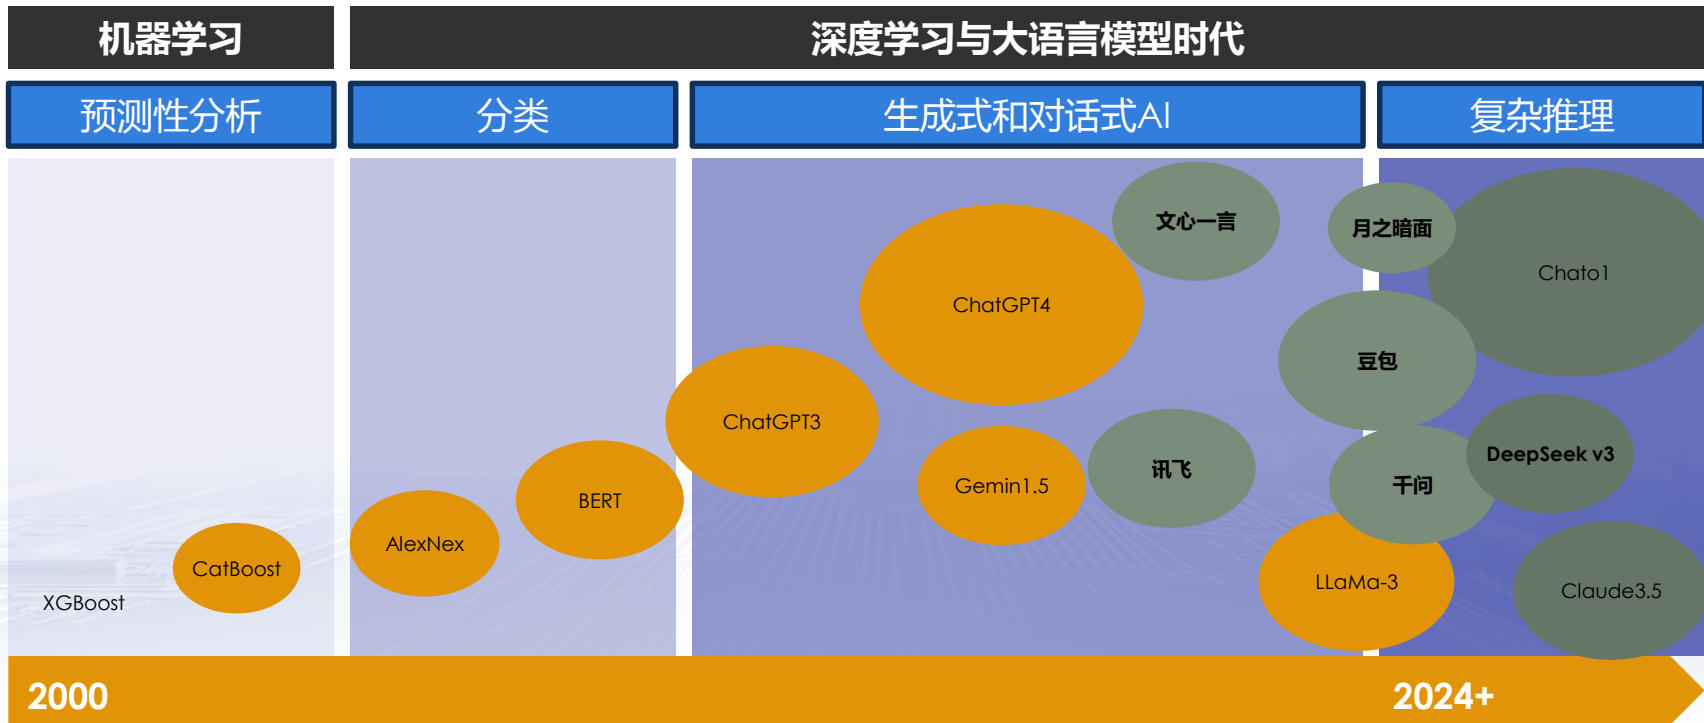 机器学习
深度学习与大语言模型时代
预测性分析
分类
生成式和对话式AI
复杂推理
文心一言
月之暗面
Chato1
ChatGPT4
豆包
ChatGPT3
DeepSeek v3
讯飞
千问
Gemin1.5
BERT
AlexNex
CatBoost
LLaMa-3
Claude3.5
XGBoost
2000
2024+